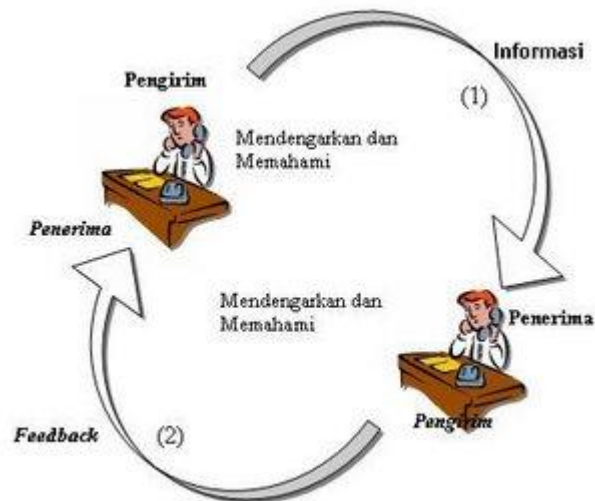 Pengirim
Informasi
(1)
Mendengarkan dan
Memahami
Penerima
Mendengarkan dan
Memahami
Penerima
Pengirim
Feedback
(2)